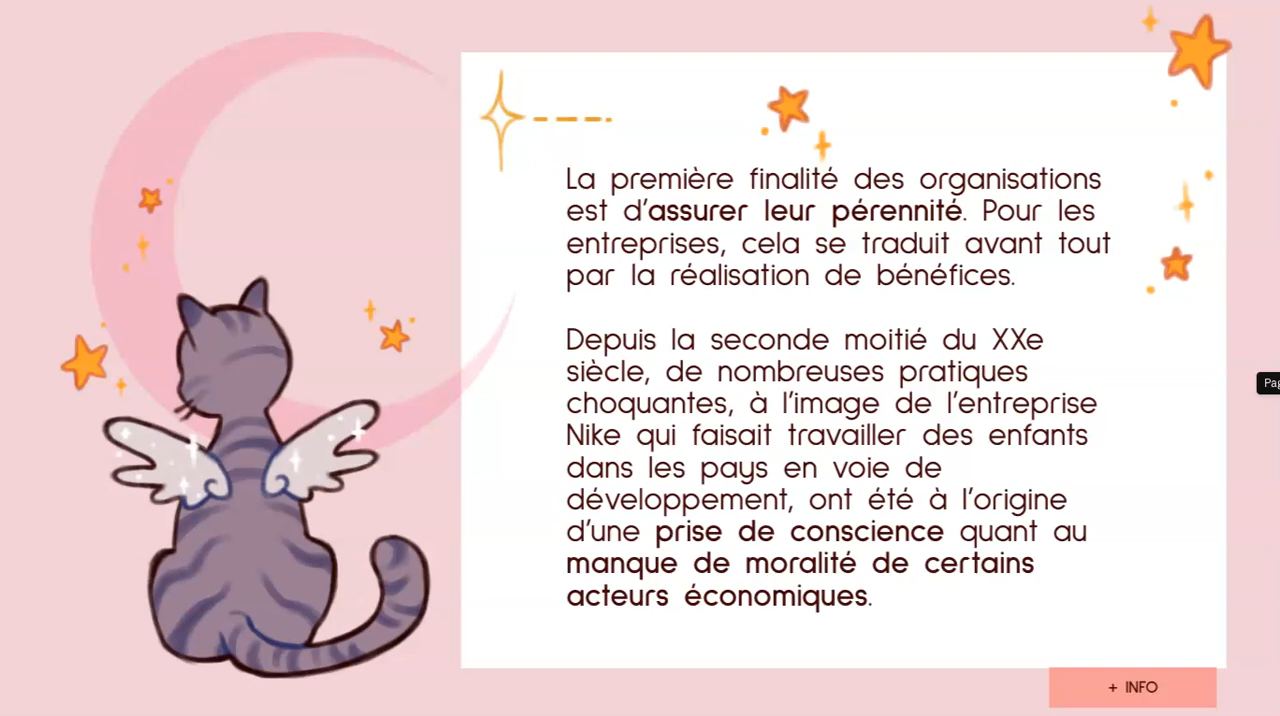 La première finalité des organisations
est d'assurer leur pérennité. Pour les
entreprises, cela se traduit avant tout
par la réalisation de bénéfices.
Depuis la seconde moitié du XXe
siècle, de nombreuses pratiques
choquantes, à l'image de l'entreprise
Nike qui faisait travailler des enfants
dans les pays en voie de
développement, ont été à l'origine
d'une prise de conscience quant au
manque de moralité de certains
acteurs économiques.
+ INFO